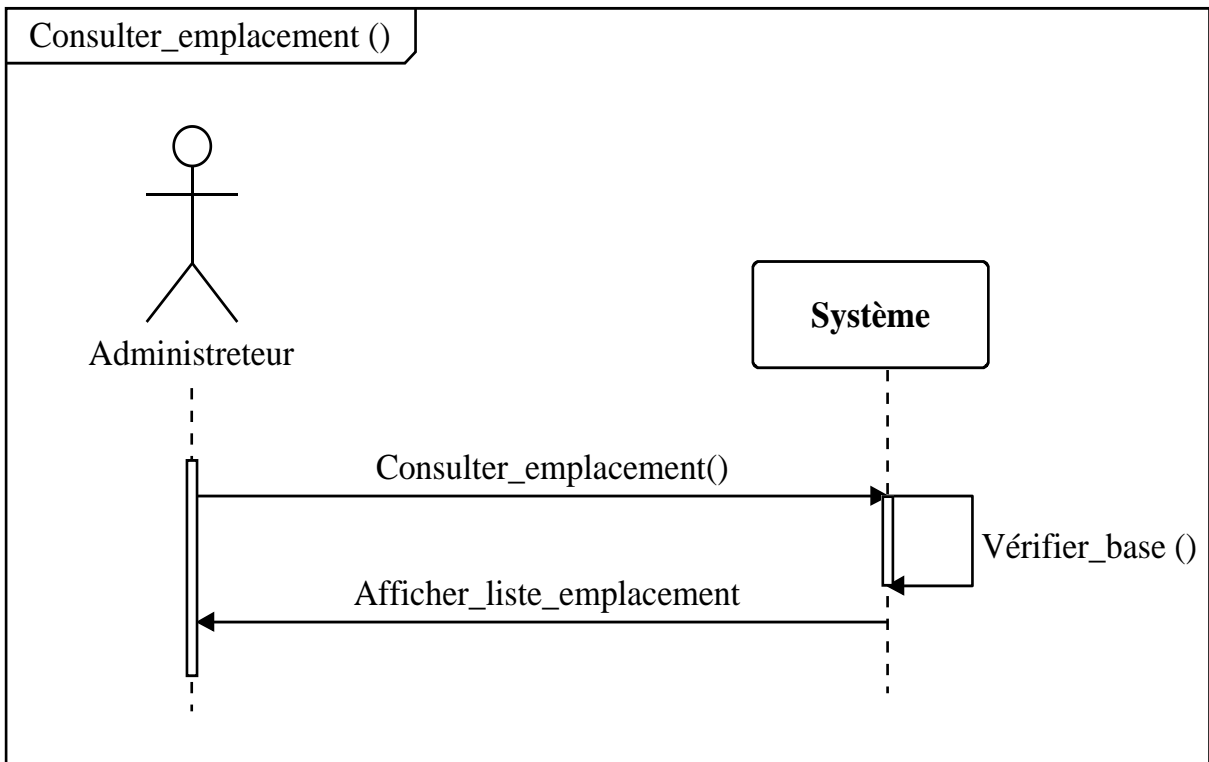 Consulter_emplacement ()
Système
Administreteur
Consulter_emplacement()
Vérifier_base ()
Afficher_liste_emplacement